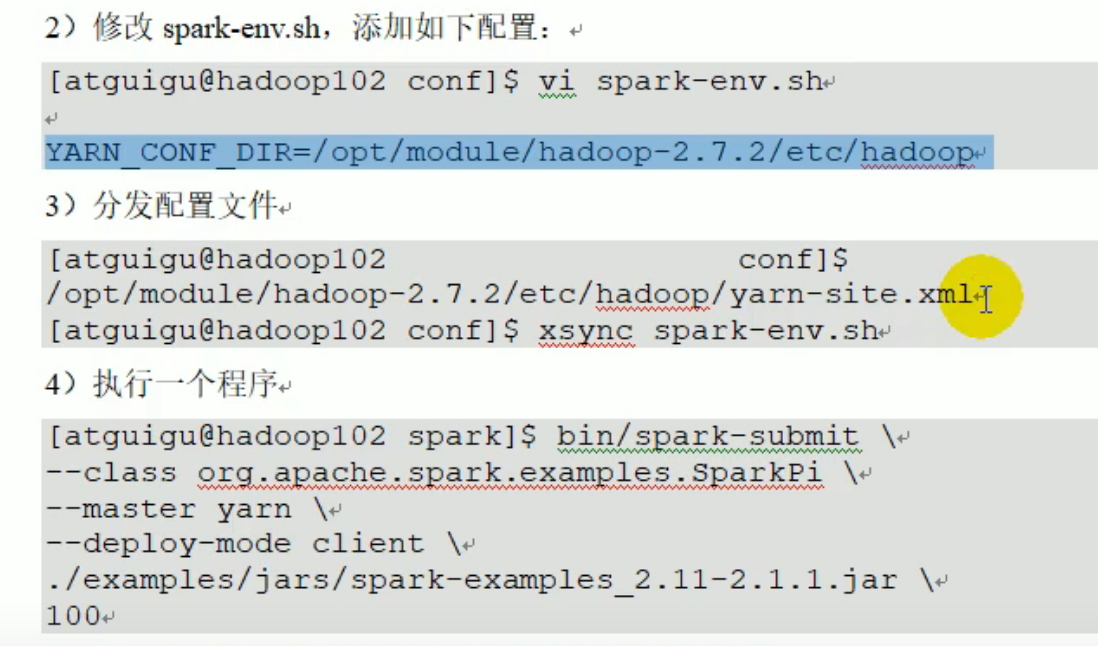 2）修改 spark-env.sh，添加如下配置：
[atguigu@hadoop102 conf]$ vi spark-env.sh
YARN_CONF_DIR=/opt/module/hadoop-2.7.2/etc/hadoop
3）分发配置文件
[atguigu@hadoop102 conf]$
/opt/module/hadoop-2.7.2/etc/hadoop/yarn-site.xml
[atguigu@hadoop102 conf]$ xsync spark-env.sh
4）执行一个程序
[atguigu@hadoop102 spark]$ bin/spark-submit \
--class org.apache.spark.examples.SparkPi \
--master yarn \
--deploy-mode client \
./examples/jars/spark-examples_2.11-2.1.1.jar \
100